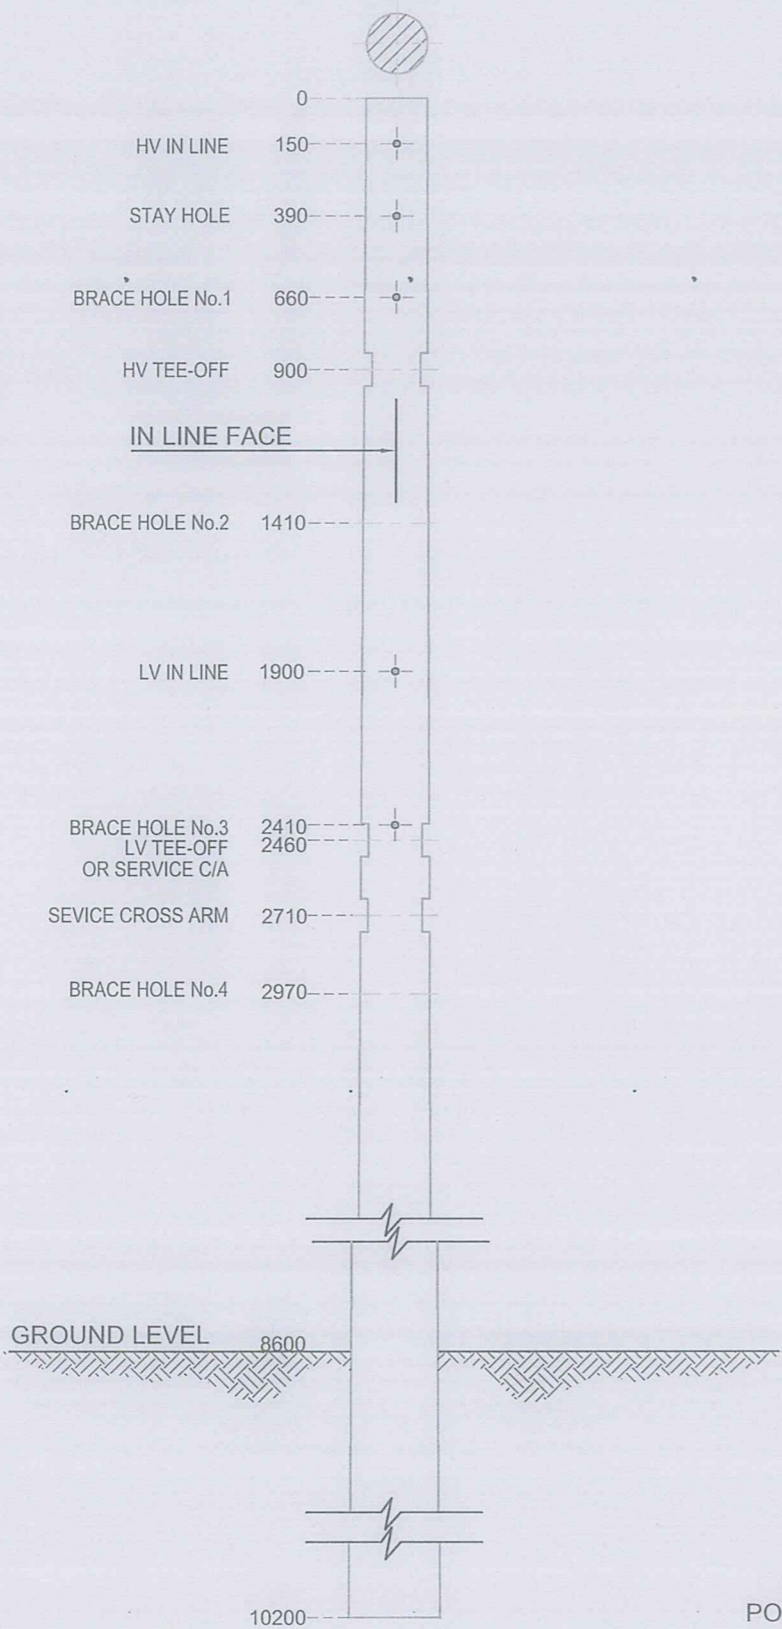 0
HV IN LINE 150
STAY HOLE 390
BRACE HOLE No.1 660
HV TEE-OFF 900
IN LINE FACE
BRACE HOLE No.2 1410
LV IN LINE 1900
BRACE HOLE No.3 2410
LV TEE-OFF 2460
OR SERVICE C/A
SEVICE CROSS ARM 2710
BRACE HOLE No.4 2970
GROUND LEVEL 8600
10200
PO